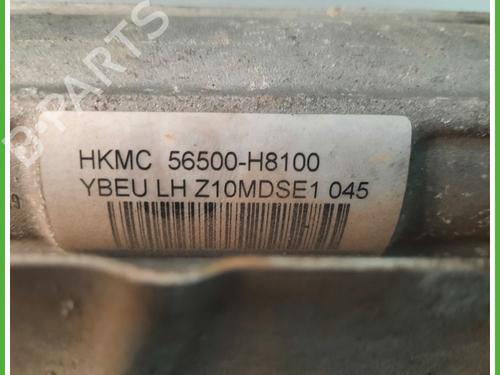 HKMC 56500-H8100
YBEU LH Z10MDSE1 045
B-Parts